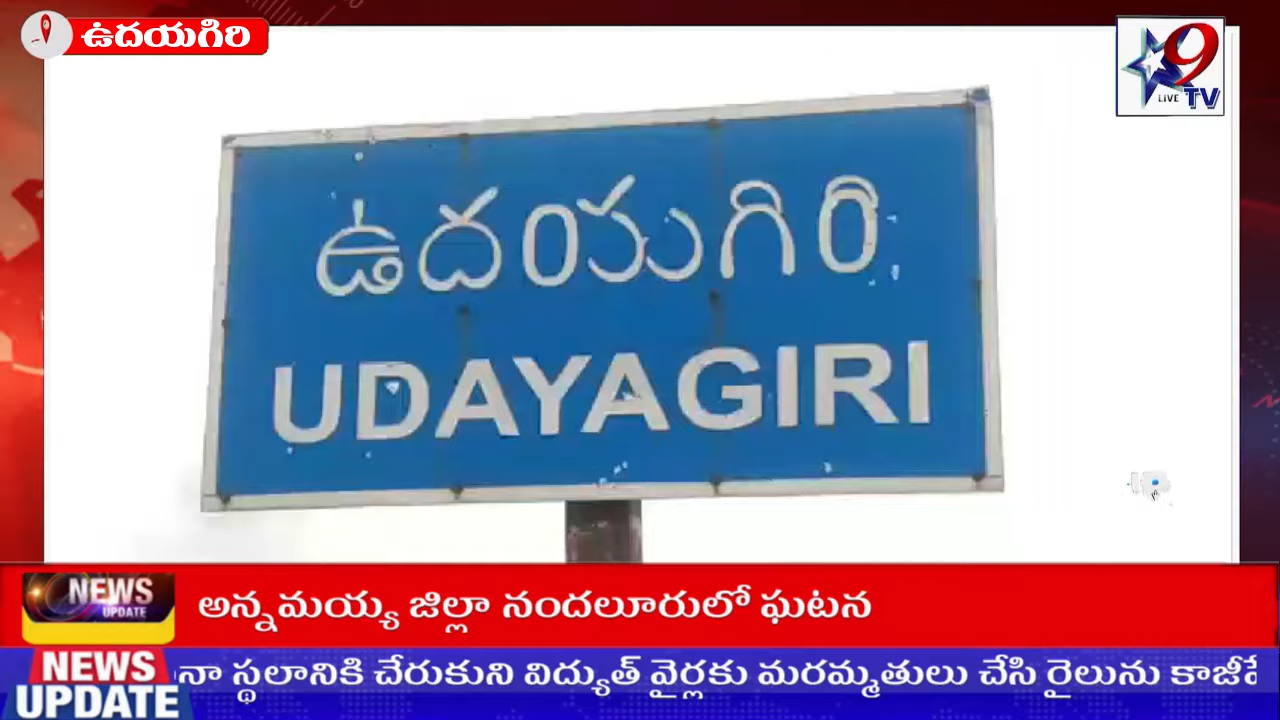 ఉదయగిరి
9
LIVE TV
ఉదయగిరి
UDAYAGIRI
NEWS
UPDATE
అన్నమయ్య జిల్లా నందలూరులో ఘటన
NEWS
UPDATE
స్థలానికి చేరుకుని విద్యుత్ వైర్లకు మరమ్మతులు చేసి రైలును